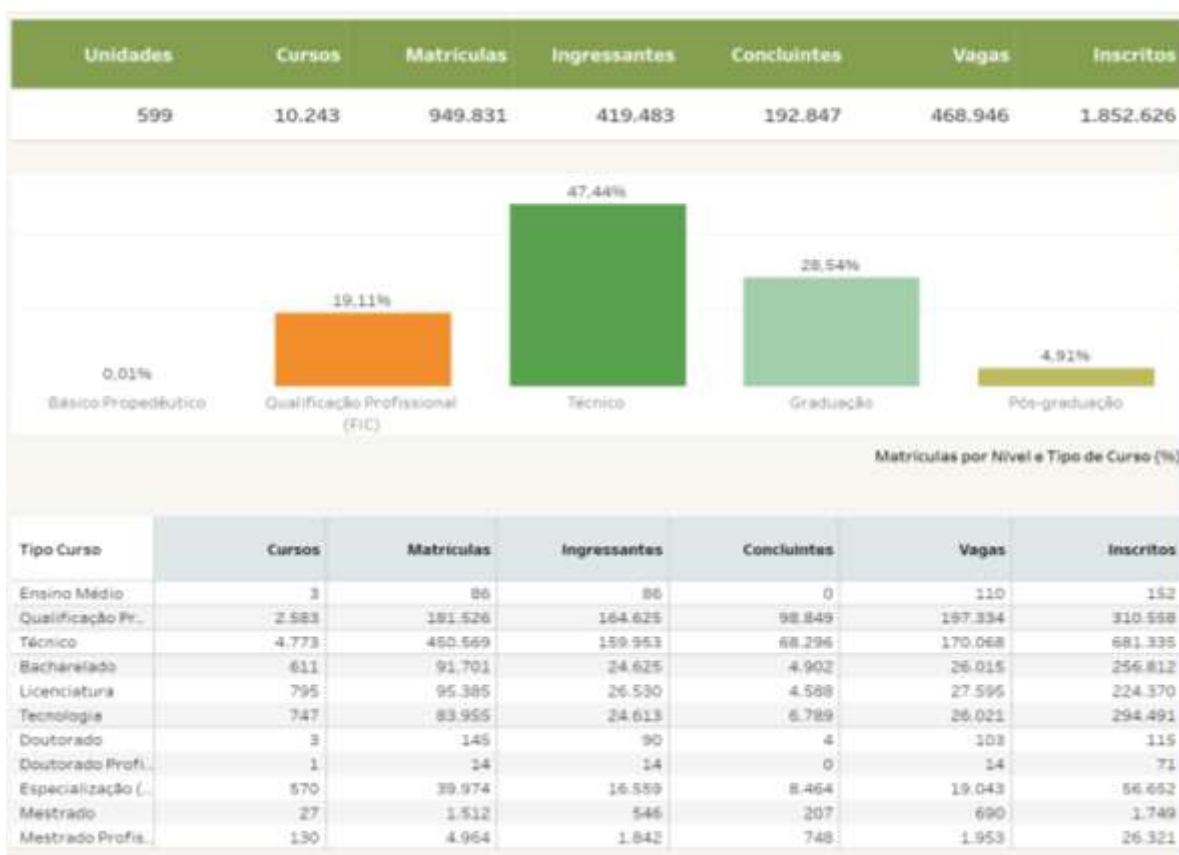 Unidades Cursos Matrículas Ingressantes Concluintes Vagas Inscritos
599 10.243 949.831 419.483 192.847 468.946 1.852.626
47,44%
28,54%
19,11%
4,91%
0,01%
Básico Propedêutico Qualificação Profissional Técnico Graduação Pós-graduação
(FIC)
Matrículas por Nível e Tipo de Curso (%)
Tipo Curso Cursos Matrículas Ingressantes Concluintes Vagas Inscritos
Ensino Médio 3 86 86 0 110 152
Qualificação Pr.. 2.583 181.526 164.625 98.849 197.334 310.558
Técnico 4.773 450.569 159.953 68.296 170.068 681.335
Bacharelado 611 91.701 24.625 4.902 26.015 256.812
Licenciatura 795 95.385 26.530 4.588 27.595 224.370
Tecnologia 747 83.955 24.613 6.789 26.021 294.491
Doutorado 3 145 90 4 103 115
Doutorado Profi.. 1 14 14 0 14 71
Especialização (.. 570 39.974 16.559 8.464 19.043 56.652
Mestrado 27 1.512 546 207 690 1.749
Mestrado Profis.. 130 4.964 1.842 748 1.953 26.321